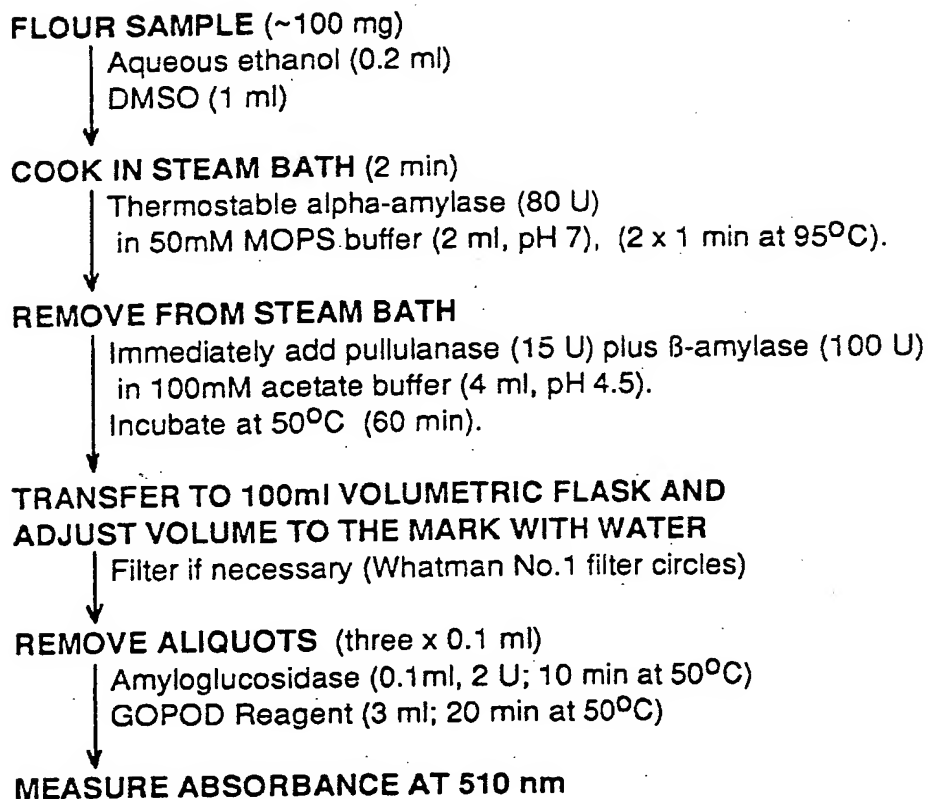 FLOUR SAMPLE (~100 mg)
Aqueous ethanol (0.2 ml)
DMSO (1 ml)
COOK IN STEAM BATH (2 min)
Thermostable alpha-amylase (80 U)
in 50mM MOPS buffer (2 ml, pH 7), (2 x 1 min at 95°C).
REMOVE FROM STEAM BATH
Immediately add pullulanase (15 U) plus ß-amylase (100 U)
in 100mM acetate buffer (4 ml, pH 4.5).
Incubate at 50°C (60 min).
TRANSFER TO 100ml VOLUMETRIC FLASK AND
ADJUST VOLUME TO THE MARK WITH WATER
Filter if necessary (Whatman No.1 filter circles)
REMOVE ALIQUOTS (three x 0.1 ml)
Amyloglucosidase (0.1ml, 2 U; 10 min at 50°C)
GOPOD Reagent (3 ml; 20 min at 50°C)
MEASURE ABSORBANCE AT 510 nm